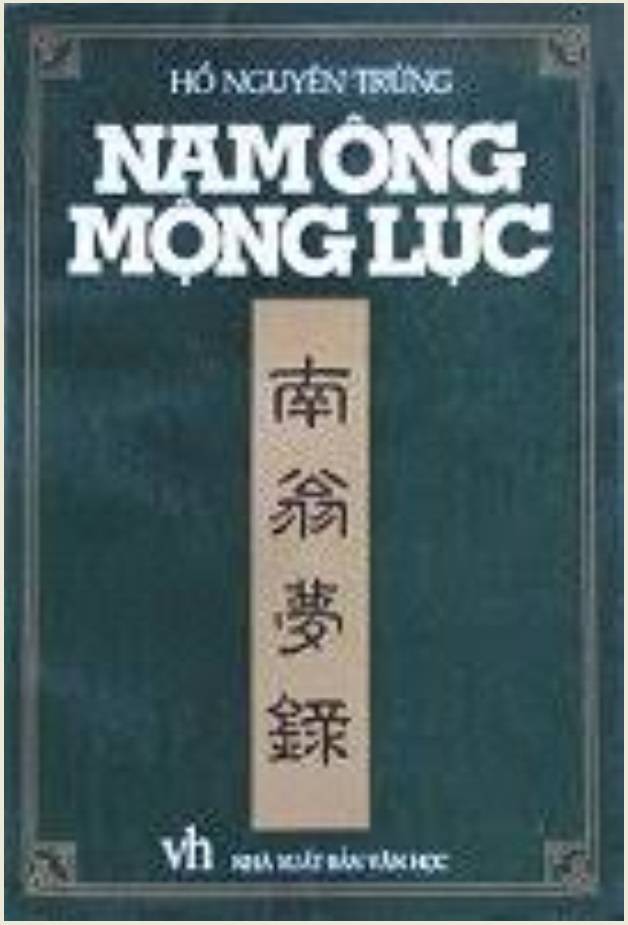 HỒ NGUYÊN TRỪNG
NAM ÔNG
MỘNG LỤC
南翁夢錄
vh NHÀ XUẤT BẢN VĂN HỌC